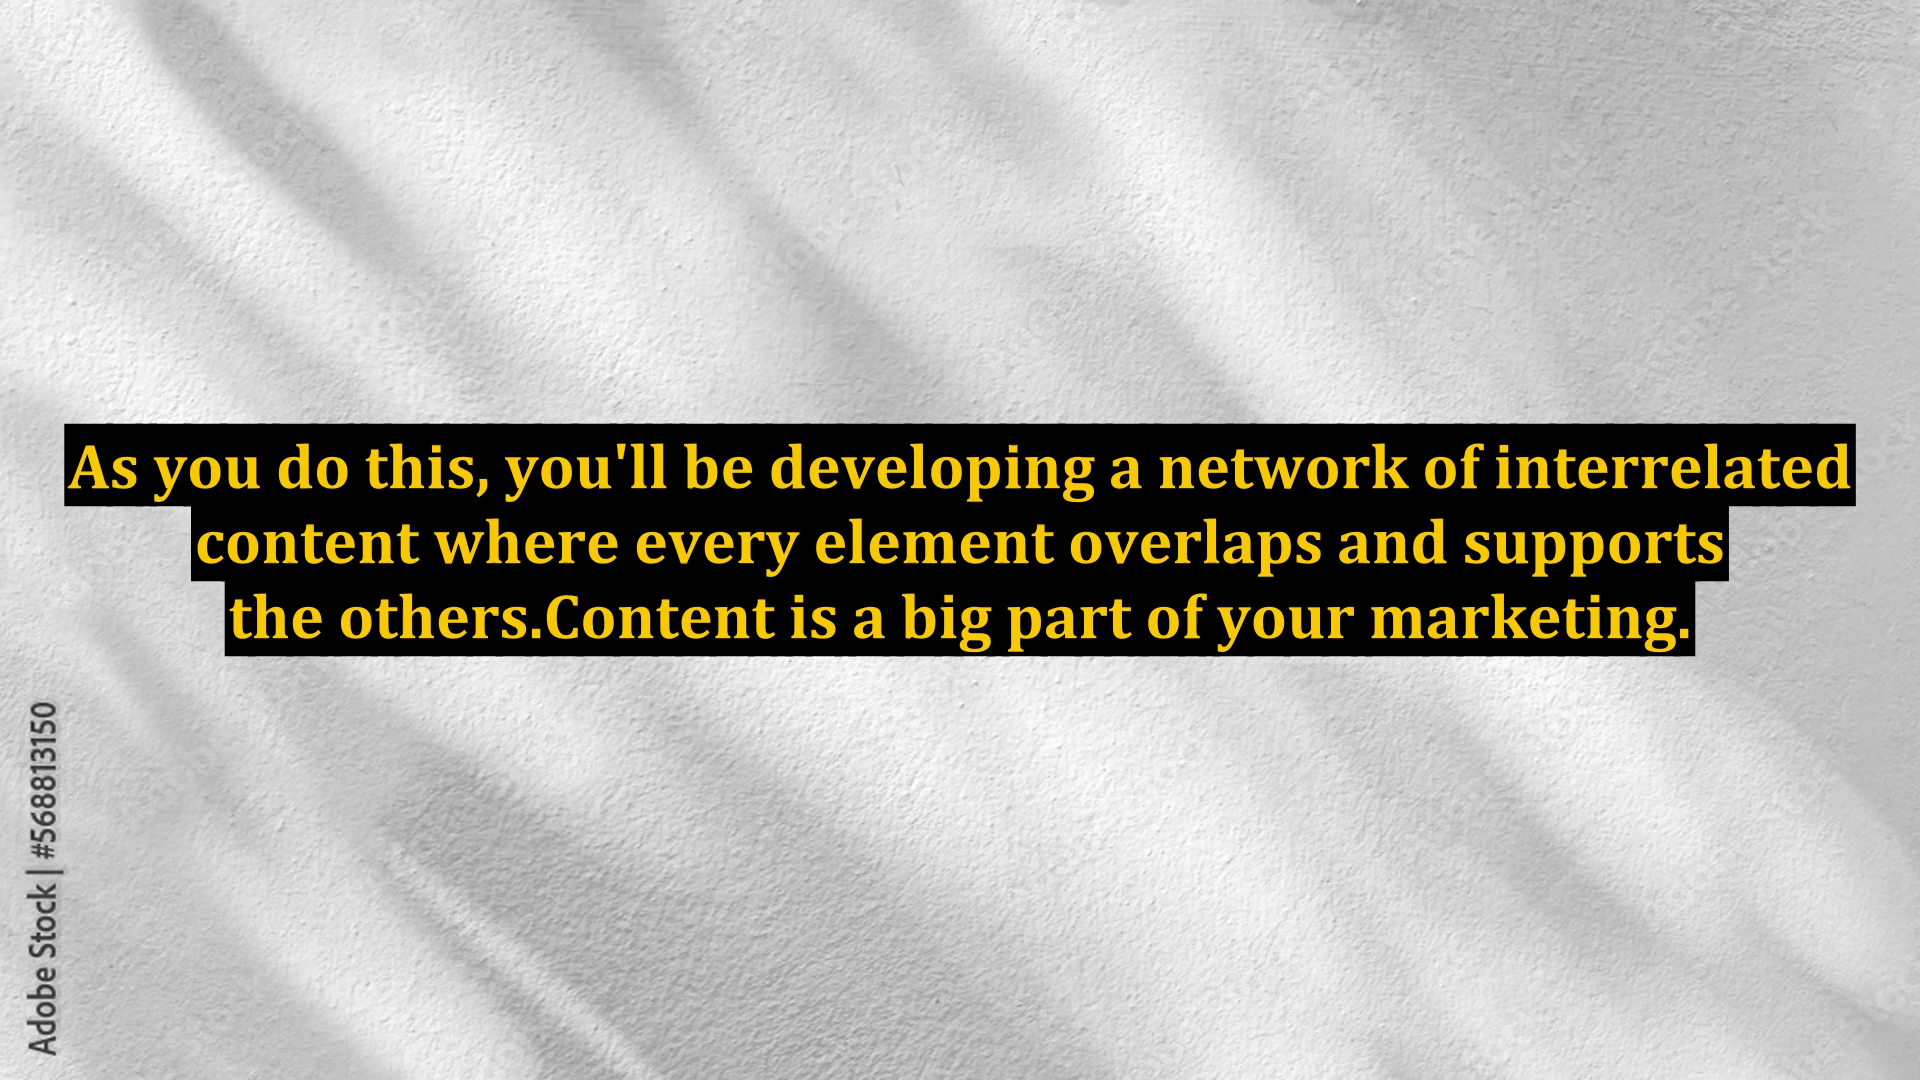 As you do this, you'll be developing a network of interrelated
content where every element overlaps and supports
the others.Content is a big part of your marketing.
Adobe Stock | #568813150